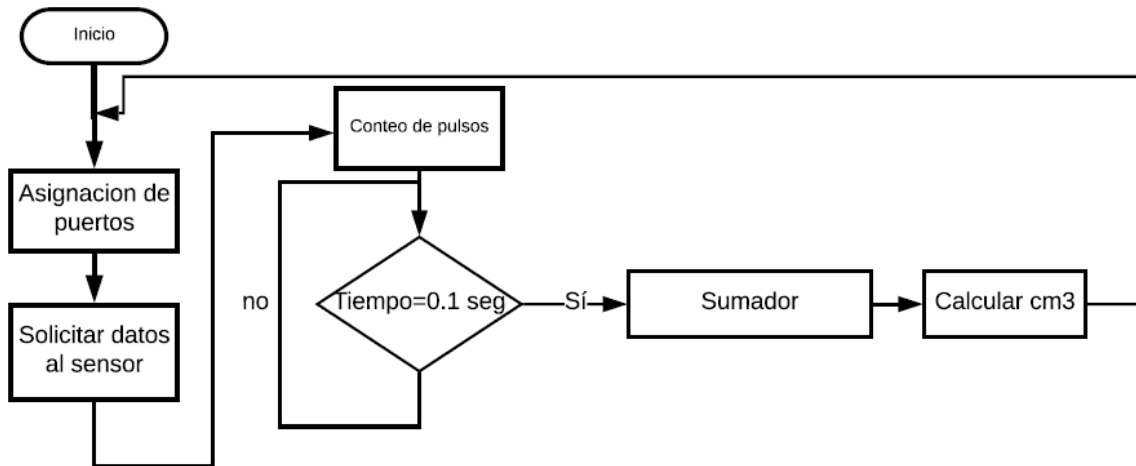 Inicio
Asignacion de
puertos
Solicitar datos
al sensor
Conteo de pulsos
no
Tiempo=0.1 seg
Sí
Sumador
Calcular cm3